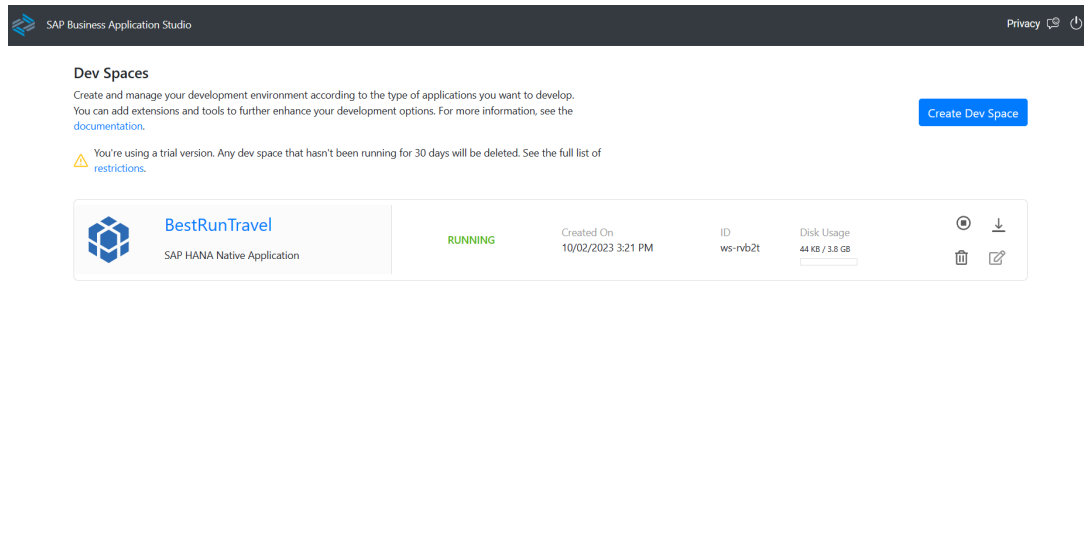 SAP Business Application Studio
Privacy
Dev Spaces
Create and manage your development environment according to the type of applications you want to develop.
You can add extensions and tools to further enhance your development options. For more information, see the
documentation.
Create Dev Space
You're using a trial version. Any dev space that hasn't been running for 30 days will be deleted. See the full list of
restrictions.
BestRunTravel
SAP HANA Native Application
RUNNING
Created On
10/02/2023 3:21 PM
ID
ws-rvb2t
Disk Usage
44 KB / 3.8 GB